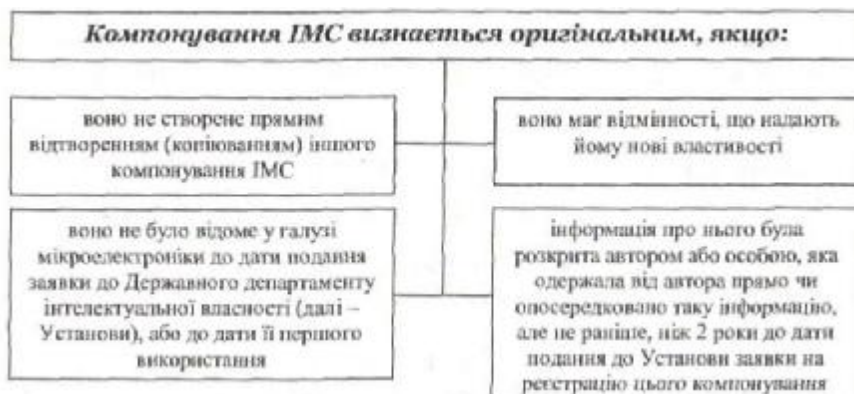 Компонування ІМС визнається оригінальним, якщо:
воно не створене прямим
відтворенням (копіюванням) іншого
компонування ІМС
воно має відмінності, що надають
йому нові властивості
воно не було відоме у галузі
мікроелектроніки до дати подання
заявки до Державного департаменту
інтелектуальної власності (далі –
Установи), або до дати її першого
використання
інформація про нього була
розкрита автором або особою, яка
одержала від автора прямо чи
опосередковано таку інформацію,
але не раніше, ніж 2 роки до дати
подання до Установи заявки на
реєстрацію цього компонування